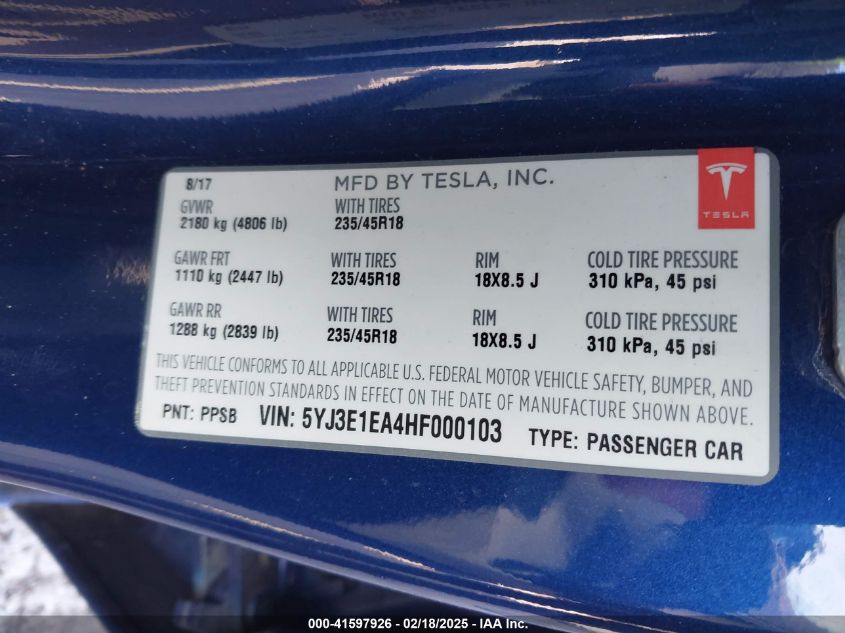 8/17 MFD BY TESLA, INC.
TESLA
GVWR WITH TIRES
2180 kg (4806 lb) 235/45R18
GAWR FRT WITH TIRES RIM COLD TIRE PRESSURE
1110 kg (2447 lb) 235/45R18 18X8.5 J 310 kPa, 45 psi
GAWR RR WITH TIRES RIM COLD TIRE PRESSURE
1288 kg (2839 lb) 235/45R18 18X8.5 J 310 kPa, 45 psi
THIS VEHICLE CONFORMS TO ALL APPLICABLE U.S. FEDERAL MOTOR VEHICLE SAFETY, BUMPER, AND
THEFT PREVENTION STANDARDS IN EFFECT ON THE DATE OF MANUFACTURE SHOWN ABOVE.
PNT: PPSB VIN: 5YJ3E1EA4HF000103 TYPE: PASSENGER CAR
000-41597926 - 02/18/2025 - IAA Inc.